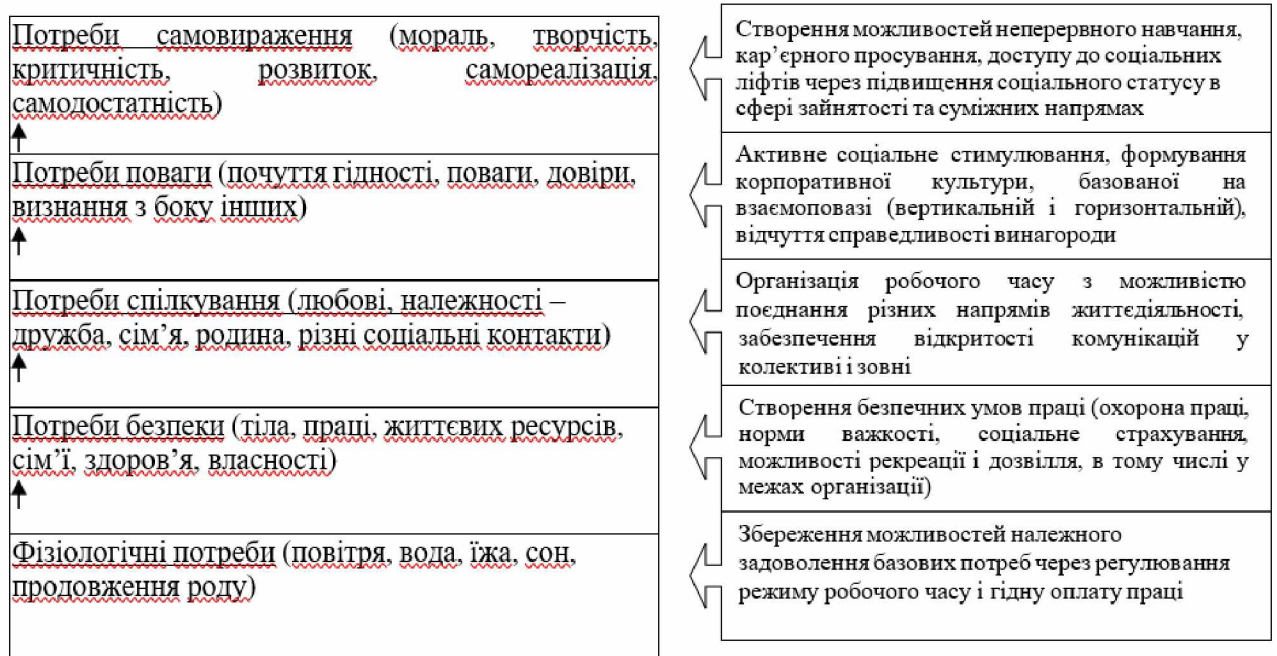 Потреби самовираження (мораль, творчість,
критичність, розвиток, самореалізація,
самодостатність)
Створення можливостей неперервного навчання,
кар’єрного просування, доступу до соціальних
ліфтів через підвищення соціального статусу в
сфері зайнятості та суміжних напрямах
Потреби поваги (почуття гідності, поваги, довіри,
визнання з боку інших)
Активне соціальне стимулювання, формування
корпоративної культури, базованої на
взаємоповазі (вертикальній і горизонтальній),
відчуття справедливості винагороди
Потреби спілкування (любові, належності –
дружба, сім’я, родина, різні соціальні контакти)
Організація робочого часу з можливістю
поєднання різних напрямів життєдіяльності,
забезпечення відкритості комунікацій у
колективі і зовні
Потреби безпеки (тіла, праці, життєвих ресурсів,
сім’ї, здоров’я, власності)
Створення безпечних умов праці (охорона праці,
норми важкості, соціальне страхування,
можливості рекреації і дозвілля, в тому числі у
межах організації)
Фізіологічні потреби (повітря, вода, їжа, сон,
продовження роду)
Збереження можливостей належного
задоволення базових потреб через регулювання
режиму робочого часу і гідну оплату праці